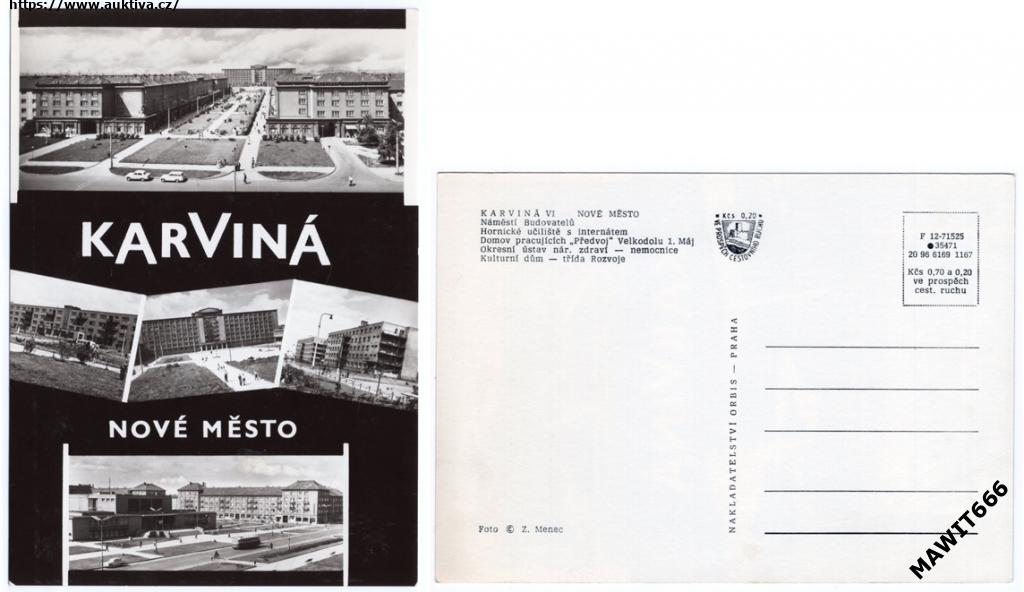 https://www.auktiva.cz/
KARVINÁ
NOVÉ MĚSTO
KARVINÁ VI NOVÉ MĚSTO
Náměstí Budovatelů
Hornické učiliště s internátem
Domov pracujících „Předvoj" Velkodolu 1. Máj
Okresní ústav nár. zdraví — nemocnice
Kulturní dům — třída Rozvoje
Foto © Z. Menec
• Kčs 0,20 •
VE PROSPĚCH CESTOVNÍHO RUCHU
NAKLADATELSTVÍ ORBIS — PRAHA
F 12-71525
● 35471
20 96 6169 1167
Kčs 0,70 a 0,20
ve prospěch
cest. ruchu
MAWIT666